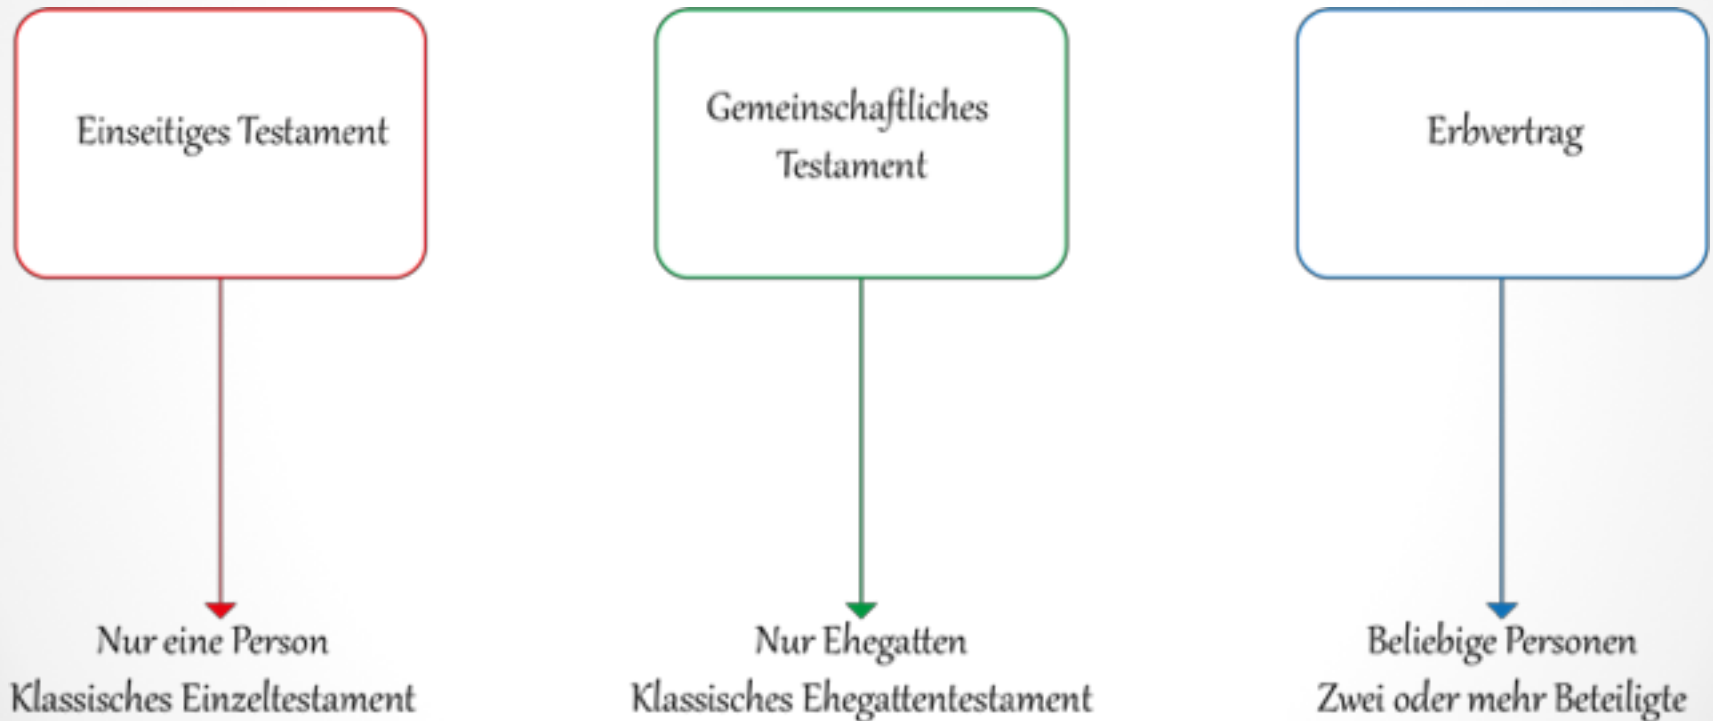 Einseitiges Testament
Gemeinschaftliches
Testament
Erbvertrag
Nur eine Person
Klassisches Einzeltestament
Nur Ehegatten
Klassisches Ehegattentestament
Beliebige Personen
Zwei oder mehr Beteiligte